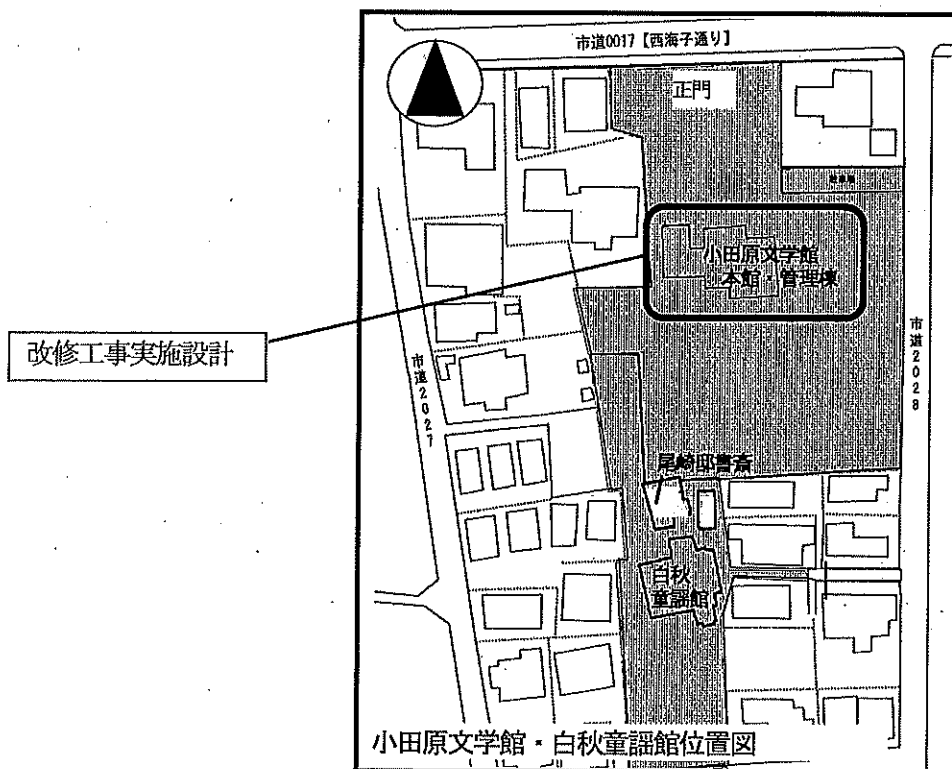 市道0017【西海子通り】
正門
小田原文学館
本館・管理棟
改修工事実施設計
市道2027
市道2028
尾崎邸書斎
白秋
童謡館
小田原文学館・白秋童謡館位置図